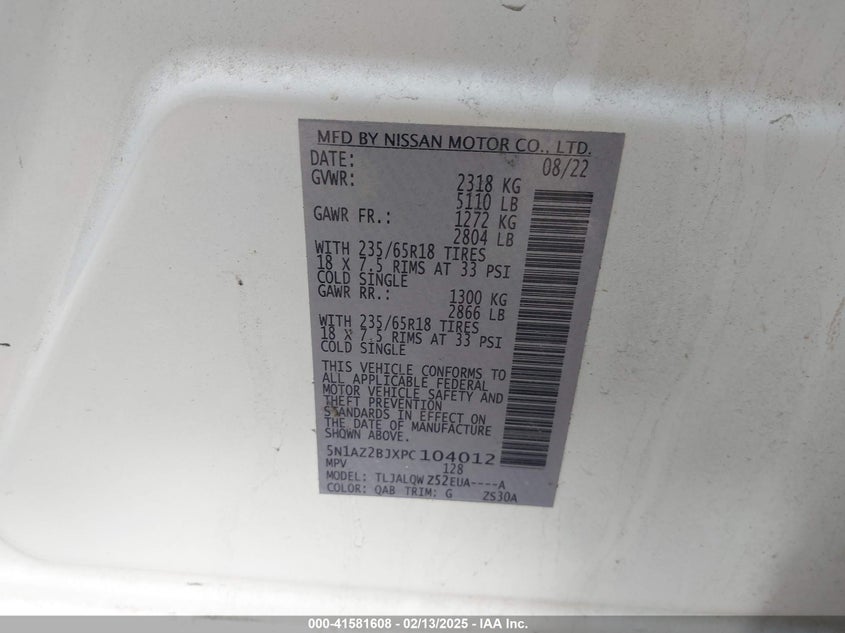 MFD BY NISSAN MOTOR CO., LTD.
DATE: 08/22
GVWR: 2318 KG
5110 LB
GAWR FR.: 1272 KG
2804 LB
WITH 235/65R18 TIRES
18 X 7.5 RIMS AT 33 PSI
COLD SINGLE
GAWR RR.: 1300 KG
2866 LB
WITH 235/65R18 TIRES
18 X 7.5 RIMS AT 33 PSI
COLD SINGLE
THIS VEHICLE CONFORMS TO
ALL APPLICABLE FEDERAL
MOTOR VEHICLE SAFETY AND
THEFT PREVENTION
STANDARDS IN EFFECT ON
THE DATE OF MANUFACTURE
SHOWN ABOVE.
5N1AZ2BJXPC104012
MPV 128
MODEL: TLJALQWZ52EUA----A
COLOR: QAB TRIM: G ZS30A
000-41581608 - 02/13/2025 - IAA Inc.